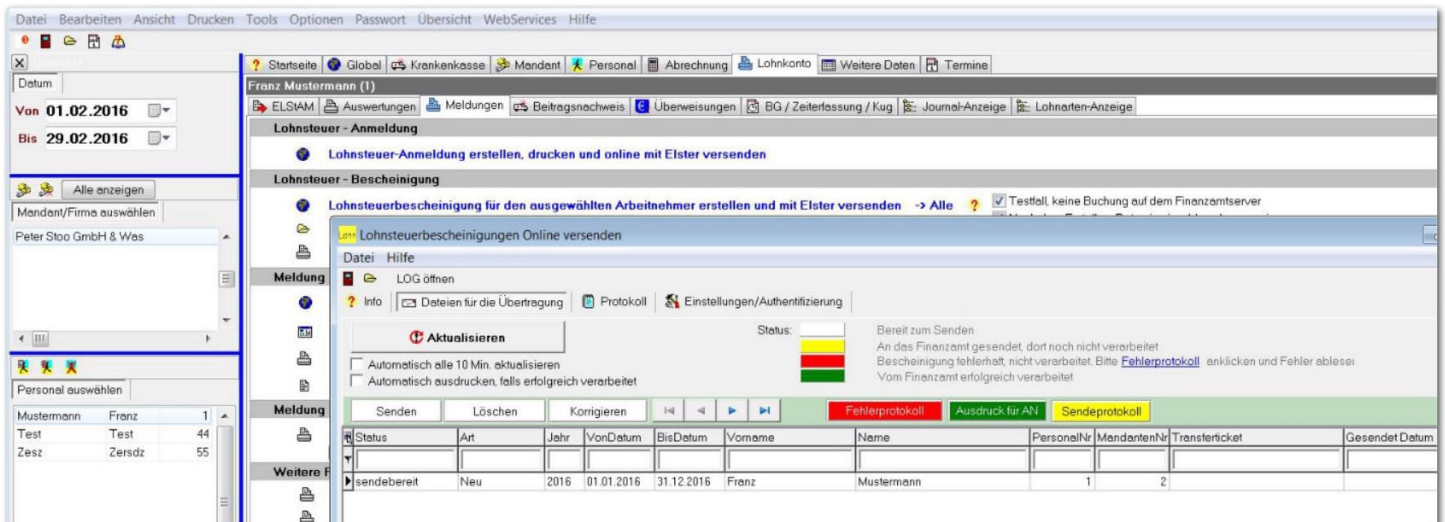 Datei Bearbeiten Ansicht Drucken Tools Optionen Passwort Übersicht WebServices Hilfe
Datum
Von 01.02.2016
Bis 29.02.2016
Alle anzeigen
Mandant/Firma auswählen
Peter Stoo GmbH & Was
Personal auswählen
Mustermann Franz 1
Test Test 44
Zesz Zersdz 55
? Startseite Global Krankenkasse Mandant Personal Abrechnung Lohnkonto Weitere Daten Termine
Franz Mustermann (1)
ELStAM Auswertungen Meldungen Beitragsnachweis Überweisungen BG / Zeiterfassung / Kug Journal-Anzeige Lohnarten-Anzeige
Lohnsteuer - Anmeldung
Lohnsteuer-Anmeldung erstellen, drucken und online mit Elster versenden
Lohnsteuer - Bescheinigung
Lohnsteuerbescheinigung für den ausgewählten Arbeitnehmer erstellen und mit Elster versenden -> Alle ? Testfall, keine Buchung auf dem Finanzamtserver
Meldung
Meldung
Weitere F
Lohn Lohnsteuerbescheinigungen Online versenden
Datei Hilfe
LOG öffnen
? Info Dateien für die Übertragung Protokoll Einstellungen/Authentifizierung
Aktualisieren
Automatisch alle 10 Min. aktualisieren
Automatisch ausdrucken, falls erfolgreich verarbeitet
Status: Bereit zum Senden
An das Finanzamt gesendet, dort noch nicht verarbeitet
Bescheinigung fehlerhaft, nicht verarbeitet. Bitte Fehlerprotokoll anklicken und Fehler ablesen
Vom Finanzamt erfolgreich verarbeitet
Senden Löschen Korrigieren Fehlerprotokoll Ausdruck für AN Sendeprotokoll
Status Art Jahr VonDatum BisDatum Vorname Name PersonalNr MandantenNr Transferticket Gesendet Datum
sendebereit Neu 2016 01.01.2016 31.12.2016 Franz Mustermann 1 2